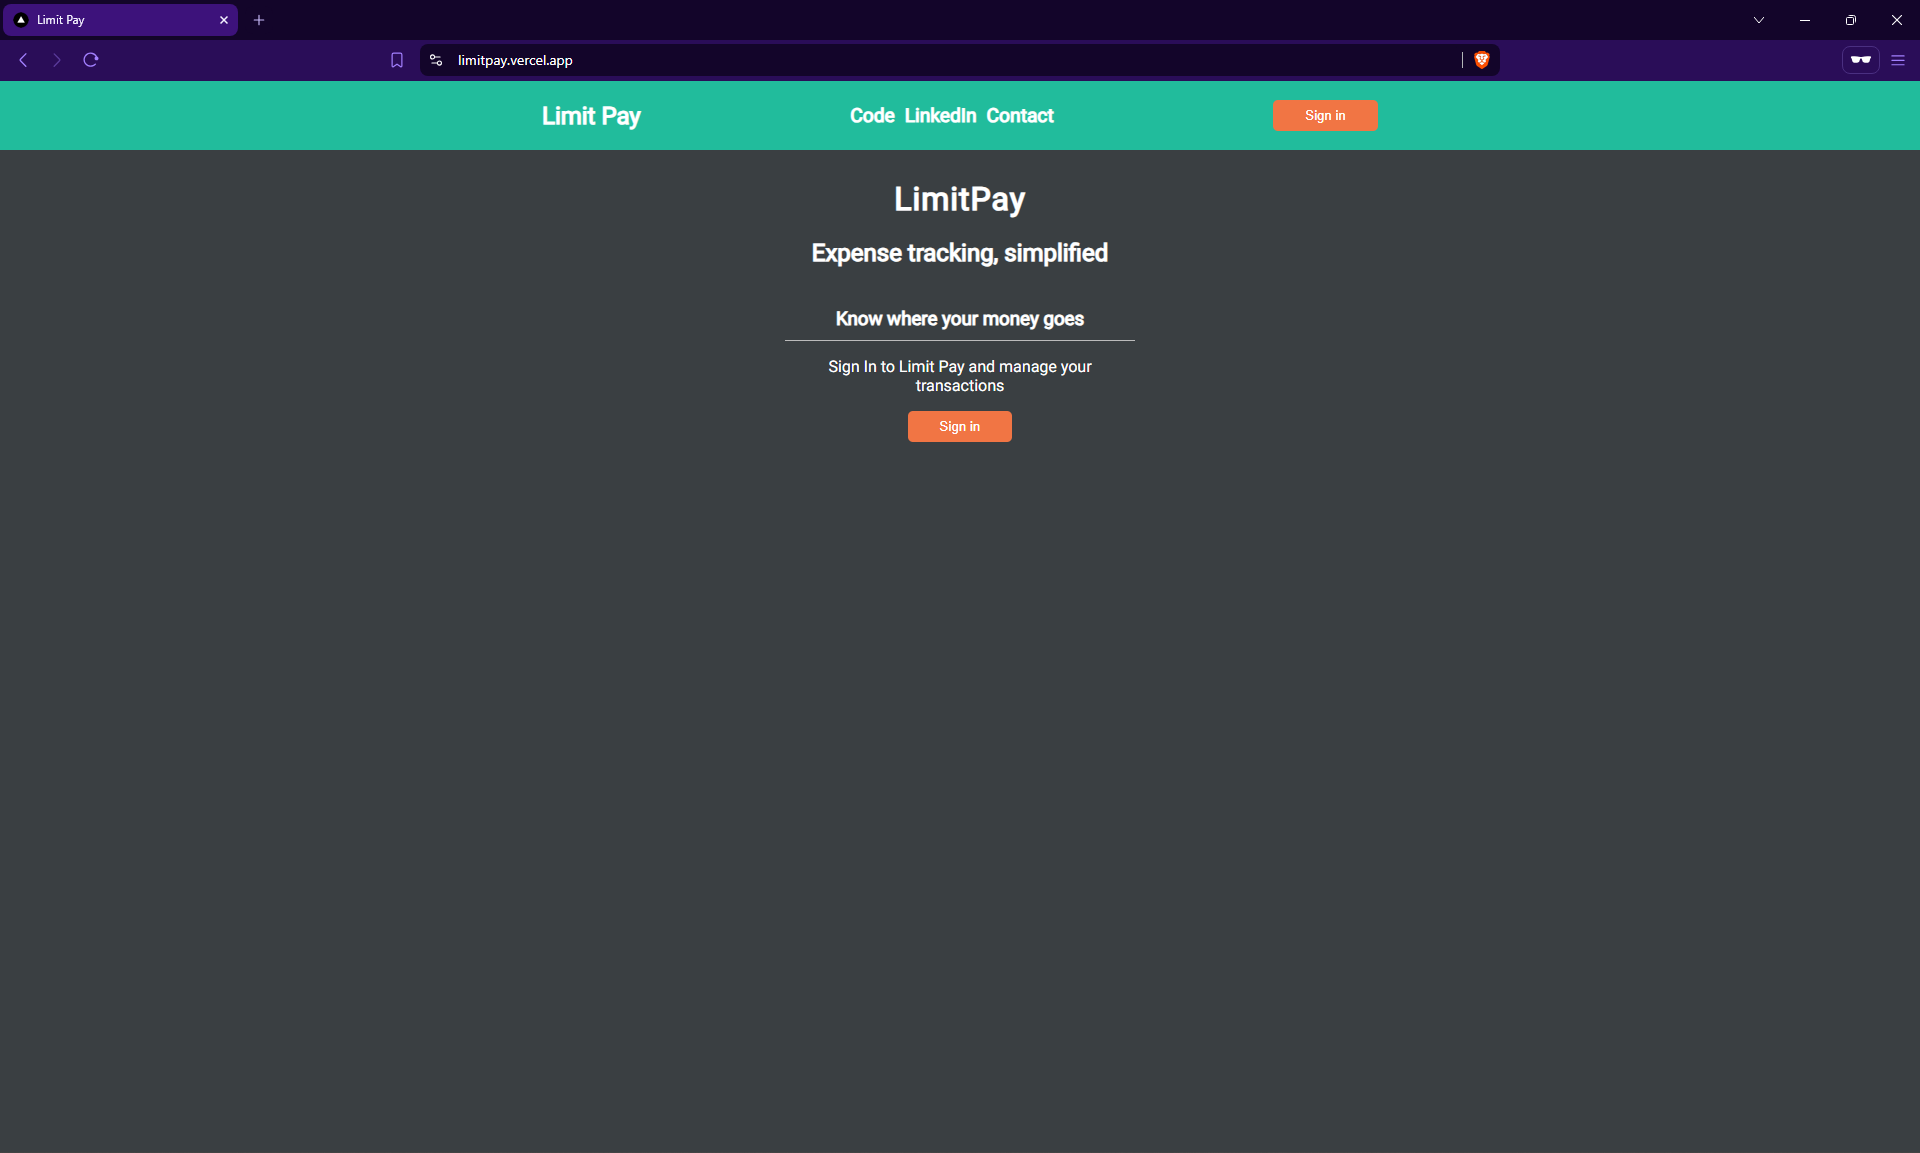 Limit Pay
limitpay.vercel.app
Limit Pay
Code LinkedIn Contact
Sign in
LimitPay
Expense tracking, simplified
Know where your money goes
Sign In to Limit Pay and manage your
transactions
Sign in